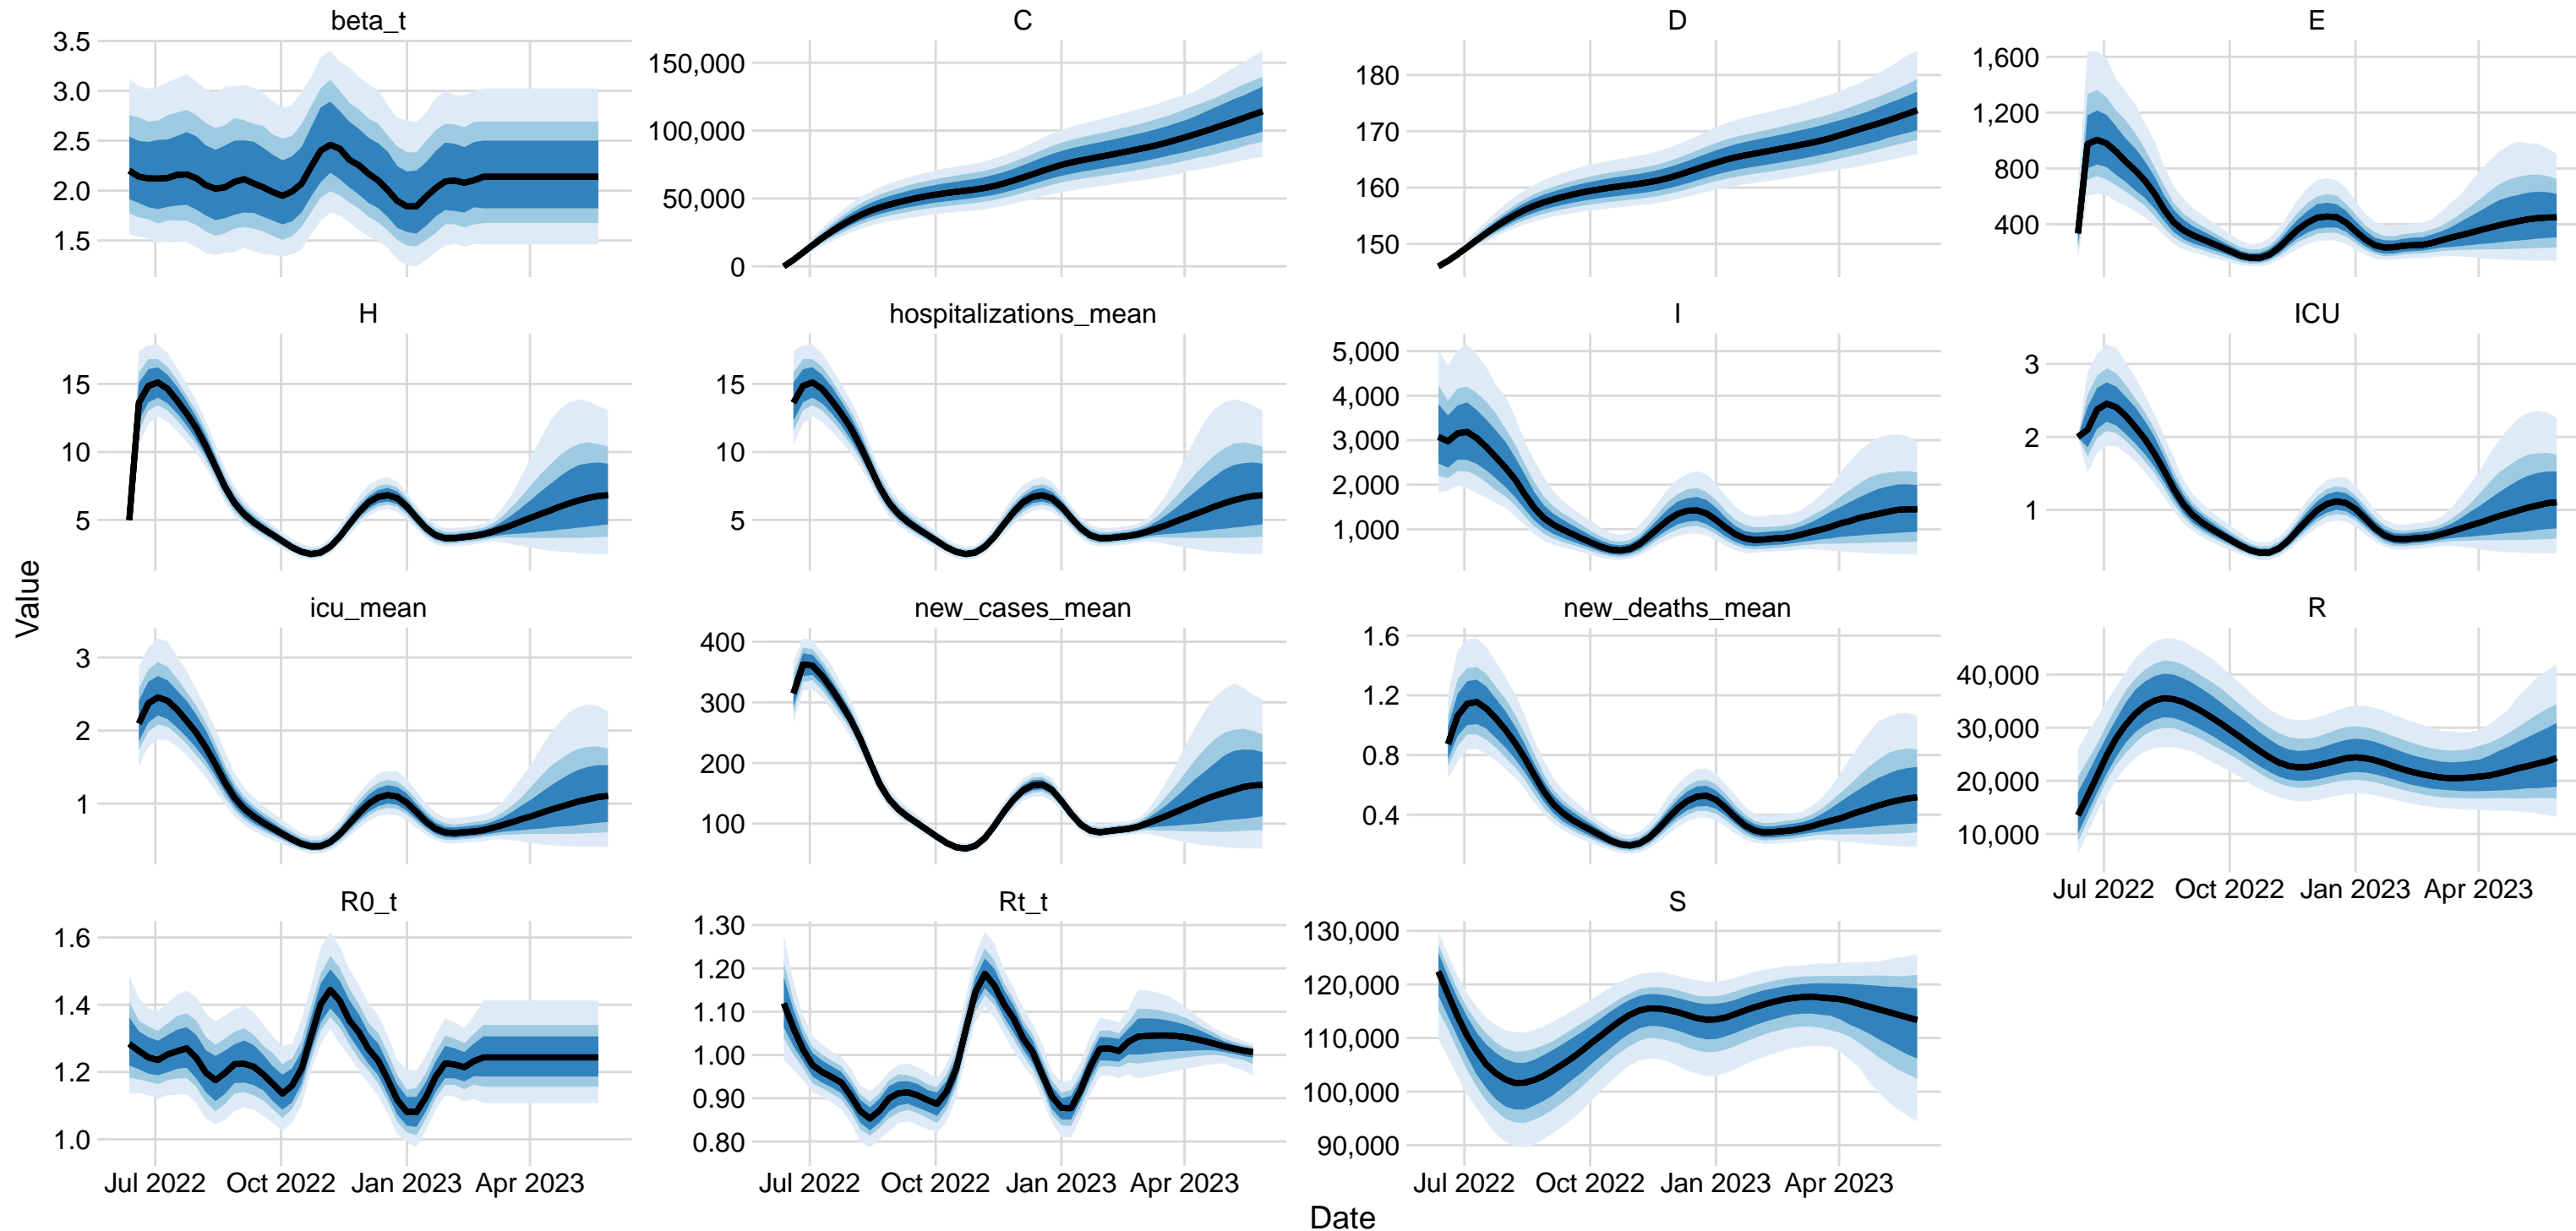 beta_t
C
D
E
3.5
3.0
2.5
2.0
1.5
150,000
100,000
50,000
0
180
170
160
150
1,600
1,200
800
400
H
hospitalizations_mean
I
ICU
15
10
5
15
10
5
5,000
4,000
3,000
2,000
1,000
3
2
1
Value
icu_mean
new_cases_mean
new_deaths_mean
R
3
2
1
400
300
200
100
1.6
1.2
0.8
0.4
40,000
30,000
20,000
10,000
Jul 2022 Oct 2022 Jan 2023 Apr 2023
R0_t
Rt_t
S
1.6
1.4
1.2
1.0
1.30
1.20
1.10
1.00
0.90
0.80
130,000
120,000
110,000
100,000
90,000
Jul 2022 Oct 2022 Jan 2023 Apr 2023
Jul 2022 Oct 2022 Jan 2023 Apr 2023
Jul 2022 Oct 2022 Jan 2023 Apr 2023
Date